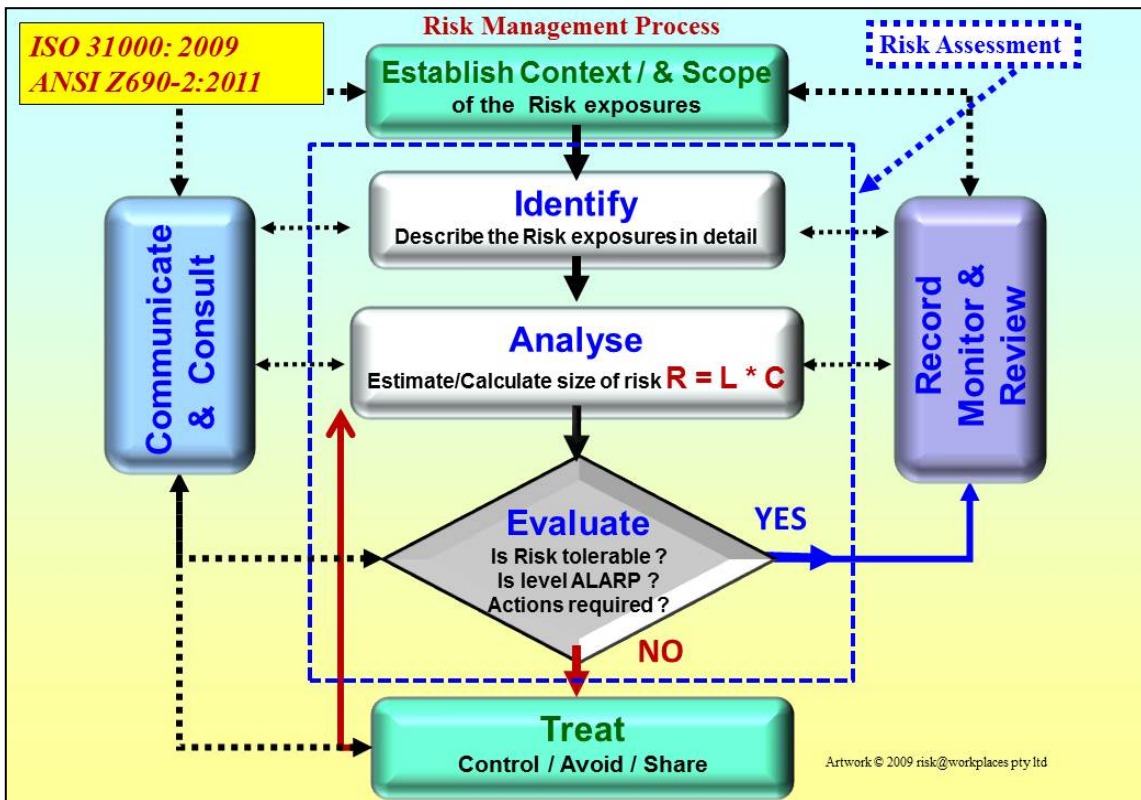 Risk Management Process
ISO 31000: 2009
ANSI Z690-2:2011
Risk Assessment
Establish Context / & Scope
of the Risk exposures
Identify
Describe the Risk exposures in detail
Communicate
& Consult
Record
Monitor &
Review
Analyse
Estimate/Calculate size of risk R = L * C
Evaluate
Is Risk tolerable ?
Is level ALARP ?
Actions required ?
YES
NO
Treat
Control / Avoid / Share
Artwork © 2009 risk@workplaces pty ltd